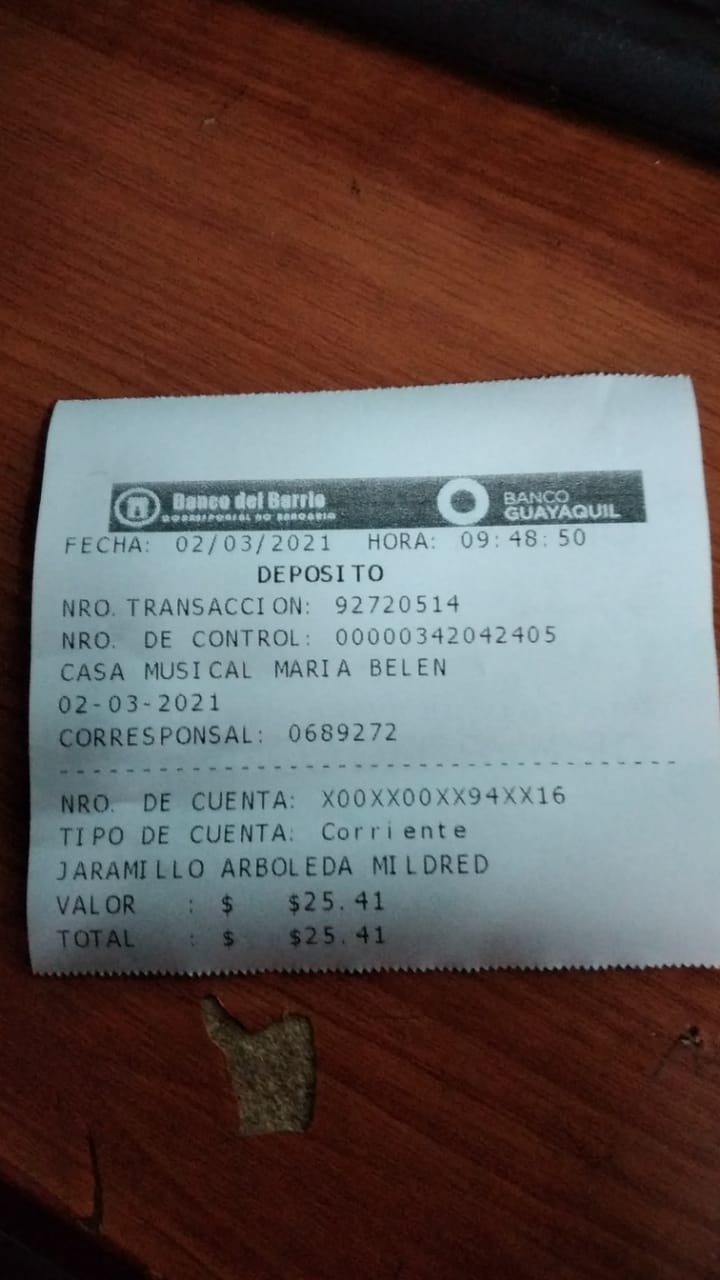 Banco del Barrio
CORRESPONSAL NO BANCARIO
BANCO
GUAYAQUIL
FECHA: 02/03/2021 HORA: 09:48:50
DEPOSITO
NRO. TRANSACCION: 92720514
NRO. DE CONTROL: 00000342042405
CASA MUSICAL MARIA BELEN
02-03-2021
CORRESPONSAL: 0689272
NRO. DE CUENTA: X00XX00XX94XX16
TIPO DE CUENTA: Corriente
JARAMILLO ARBOLEDA MILDRED
VALOR : $ $25.41
TOTAL : $ $25.41